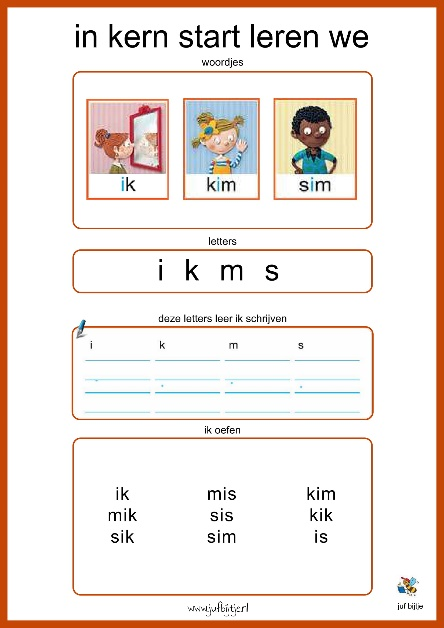 in kern start leren we
woordjes
ik kim sim
letters
i k m s
deze letters leer ik schrijven
i k m s
ik oefen
ik mis kim
mik sis kik
sik sim is
juf bijtje
www.jufbijtje.nl